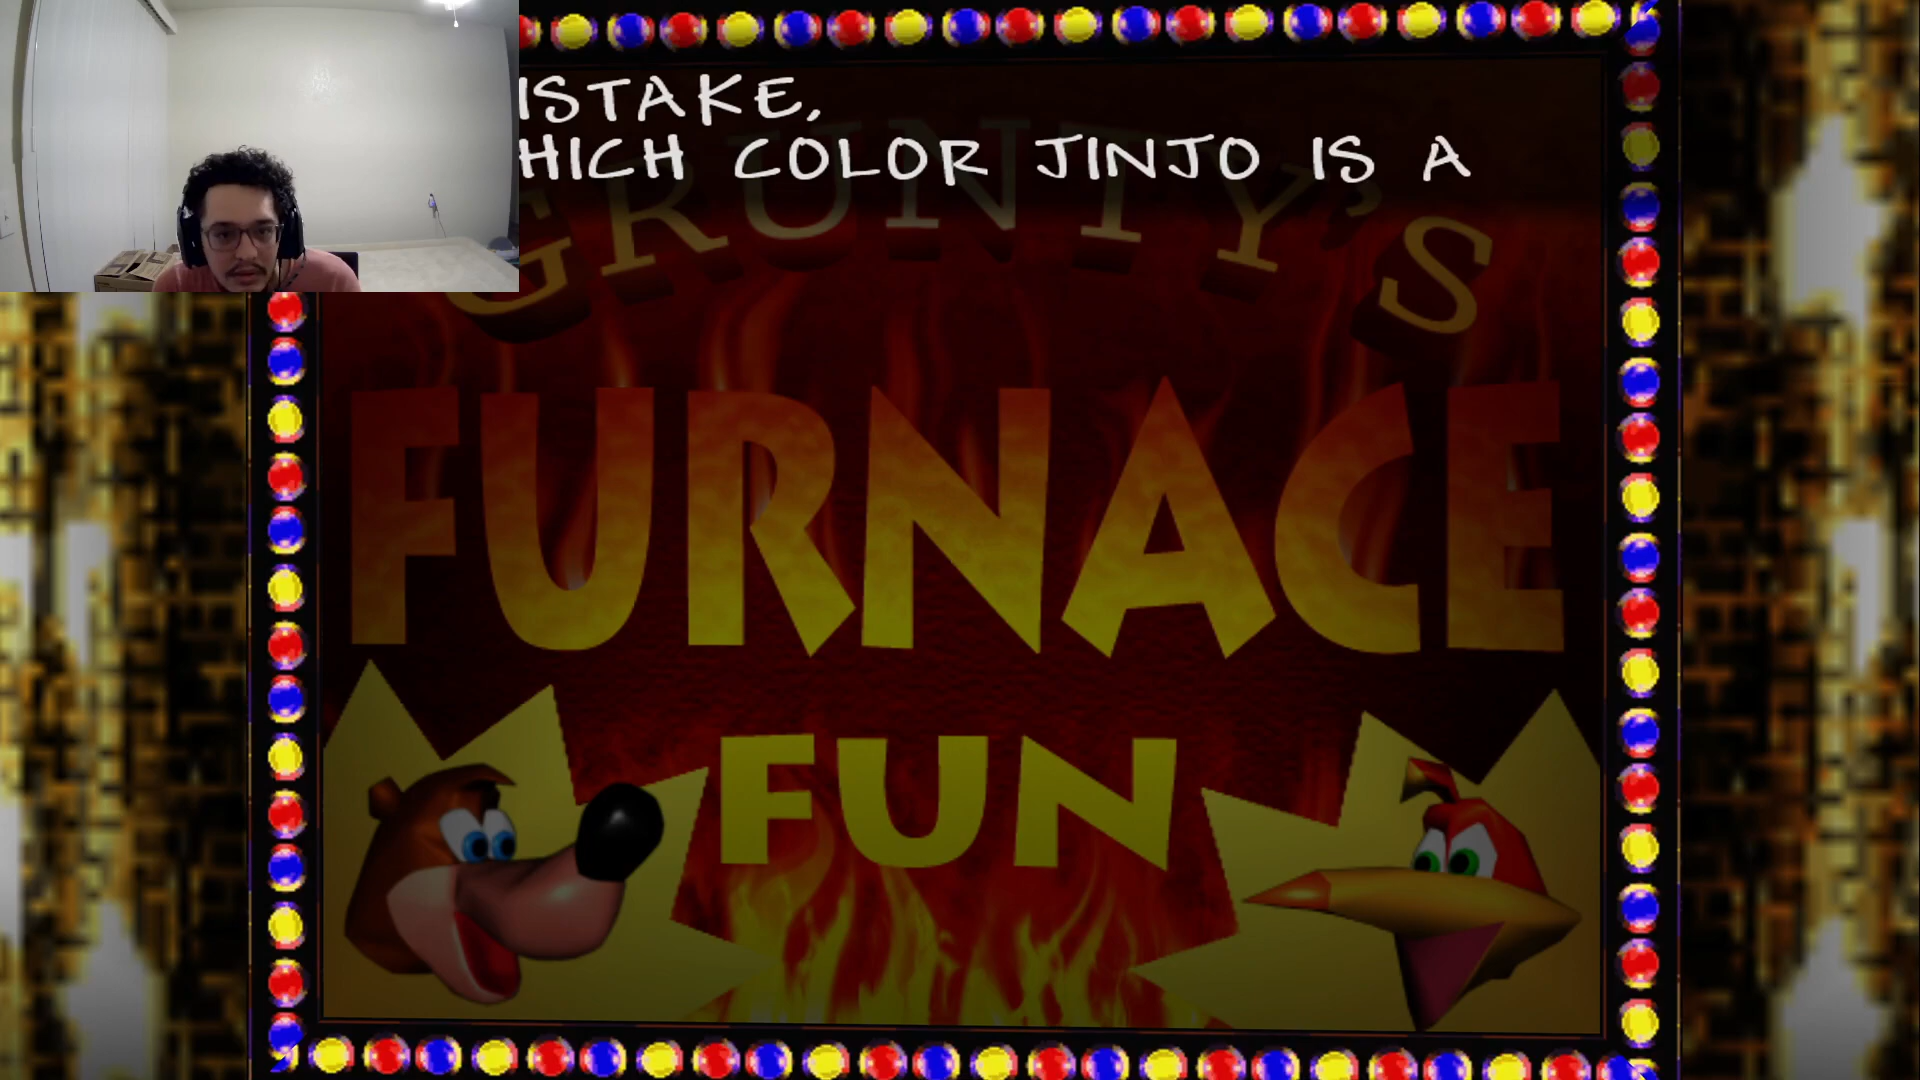 ISTAKE,
HICH COLOR JINJO IS A
GRUNTY'S
FURNACE
FUN